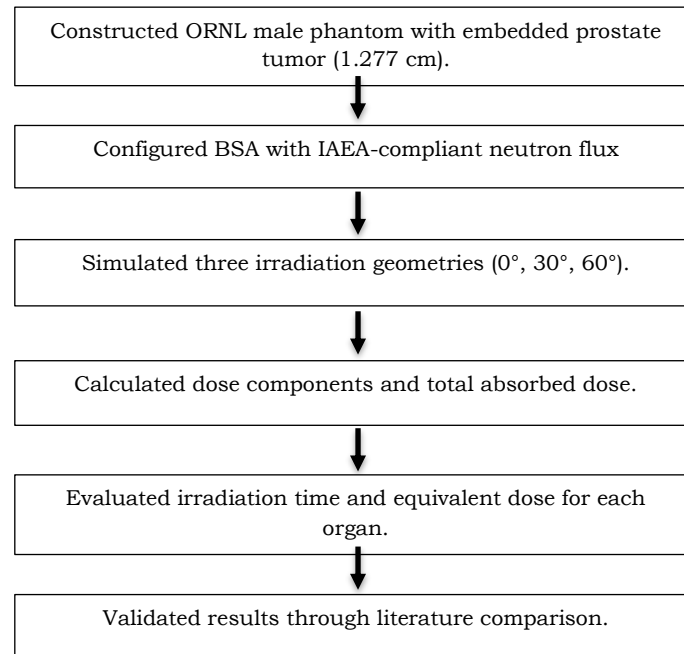 Constructed ORNL male phantom with embedded prostate
tumor (1.277 cm).
Configured BSA with IAEA-compliant neutron flux
Simulated three irradiation geometries (0°, 30°, 60°).
Calculated dose components and total absorbed dose.
Evaluated irradiation time and equivalent dose for each
organ.
Validated results through literature comparison.